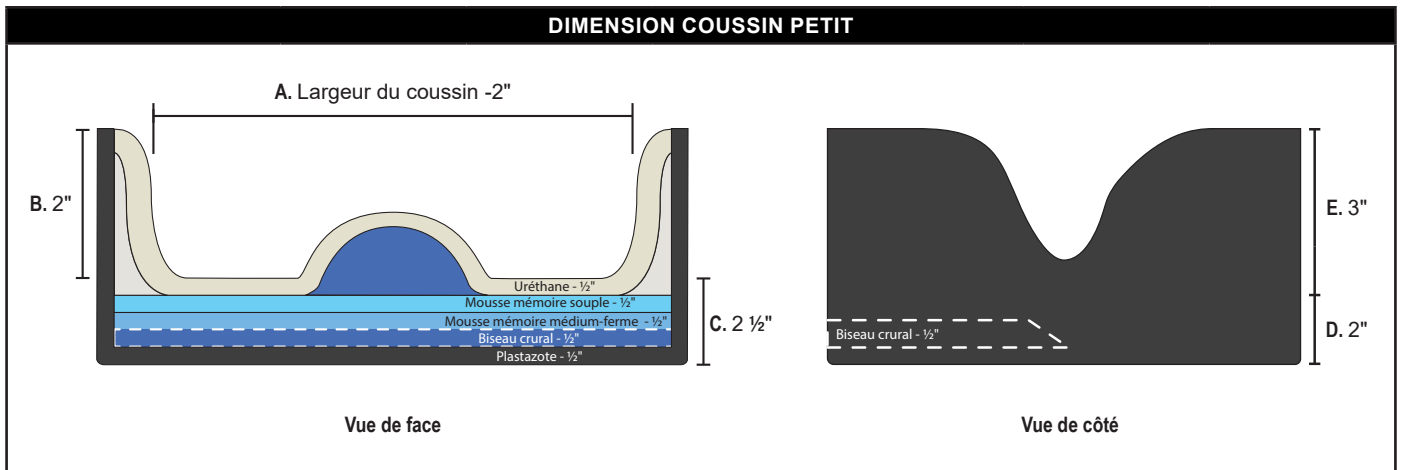 DIMENSION COUSSIN PETIT
A. Largeur du coussin -2"
B. 2"
Uréthane - ½"
Mousse mémoire souple - ½"
Mousse mémoire médium-ferme - ½"
Biseau crural - ½"
Plastazote - ½"
C. 2 ½"
Vue de face
E. 3"
Biseau crural - ½"
D. 2"
Vue de côté